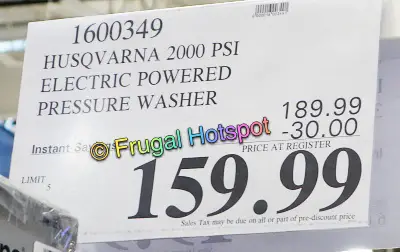 1600349
HUSQVARNA 2000 PSI
ELECTRIC POWERED
PRESSURE WASHER
189.99
Instant -30.00
© Frugal Hotspot
PRICE AT REGISTER
LIMIT
5
159.99
Sales Tax may be due on all or part of pre-discount price